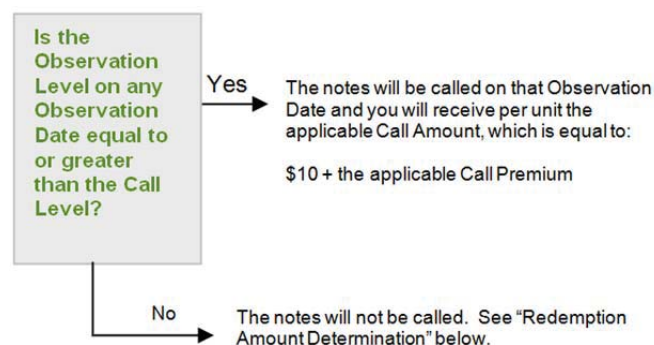 Is the
Observation
Level on any
Observation
Date equal to
or greater
than the Call
Level?
Yes
The notes will be called on that Observation
Date and you will receive per unit the
applicable Call Amount, which is equal to:
$10 + the applicable Call Premium
No
The notes will not be called. See “Redemption
Amount Determination” below.